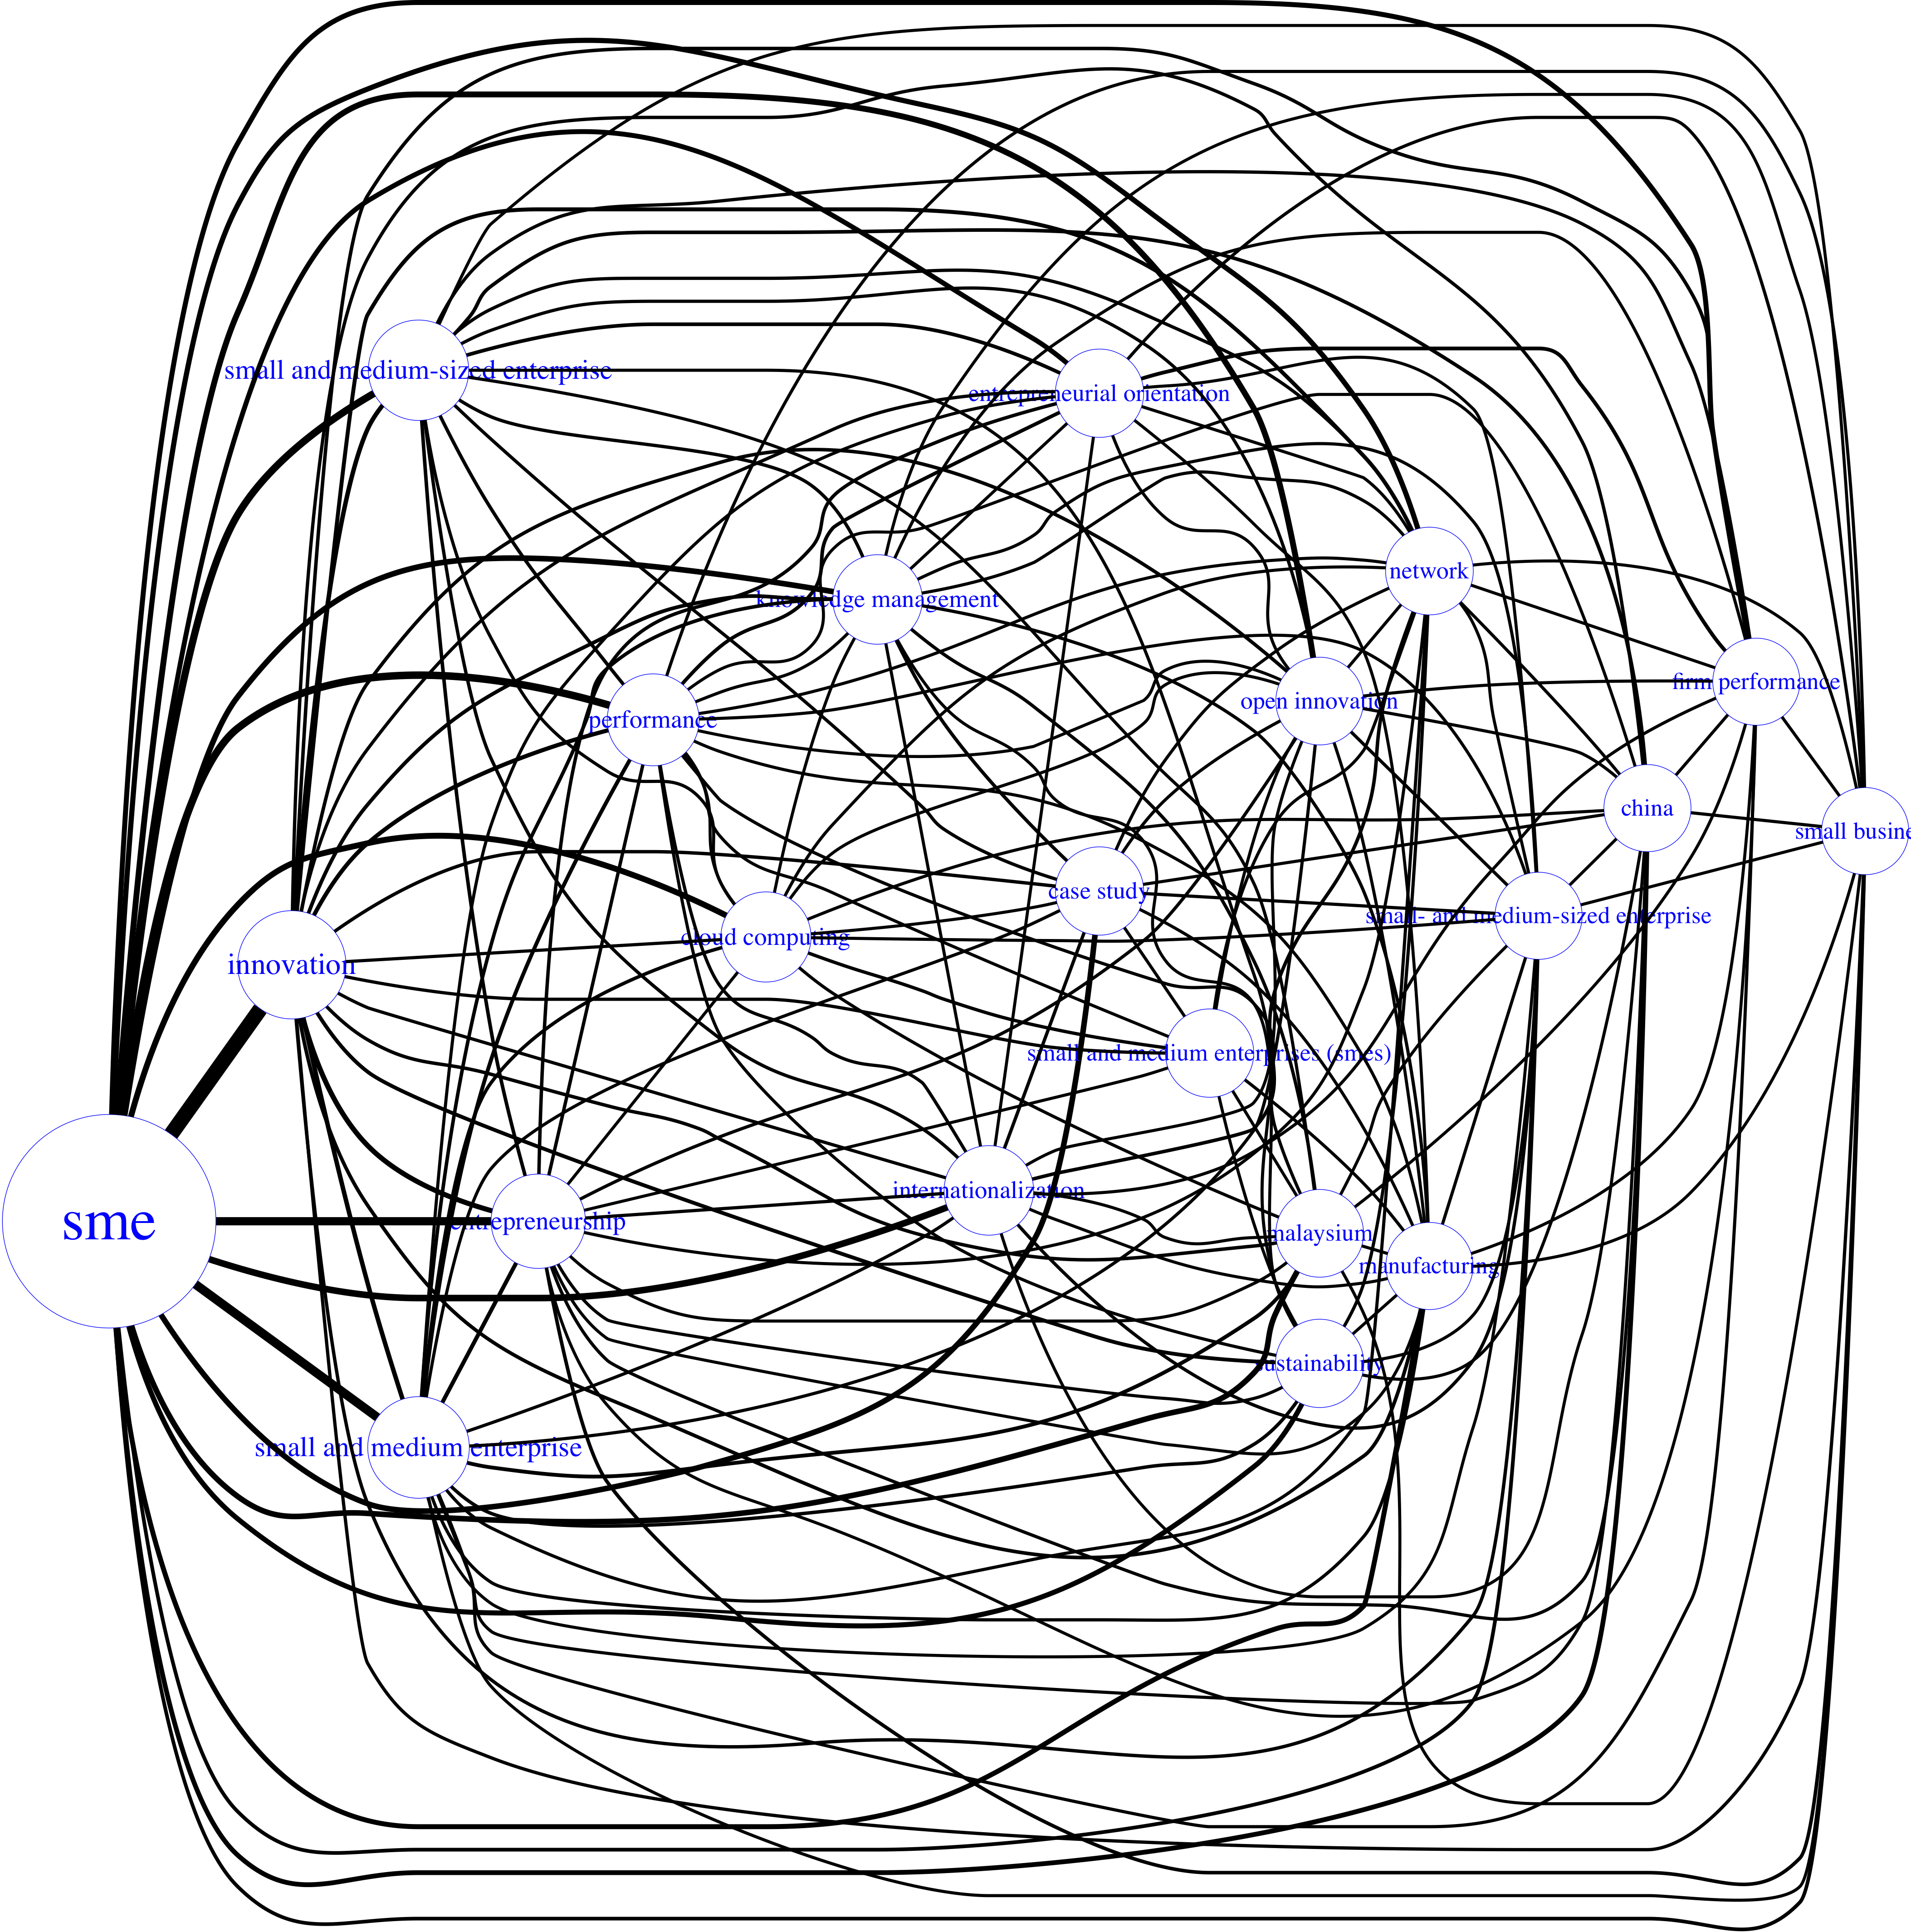 small and medium-sized enterprise
entrepreneurial orientation
network
knowledge management
firm performance
open innovation
performance
china
small busine
case study
small- and medium-sized enterprise
cloud computing
innovation
small and medium enterprises (smes)
internationalization
sme
entrepreneurship
malaysium
manufacturing
sustainability
small and medium enterprise